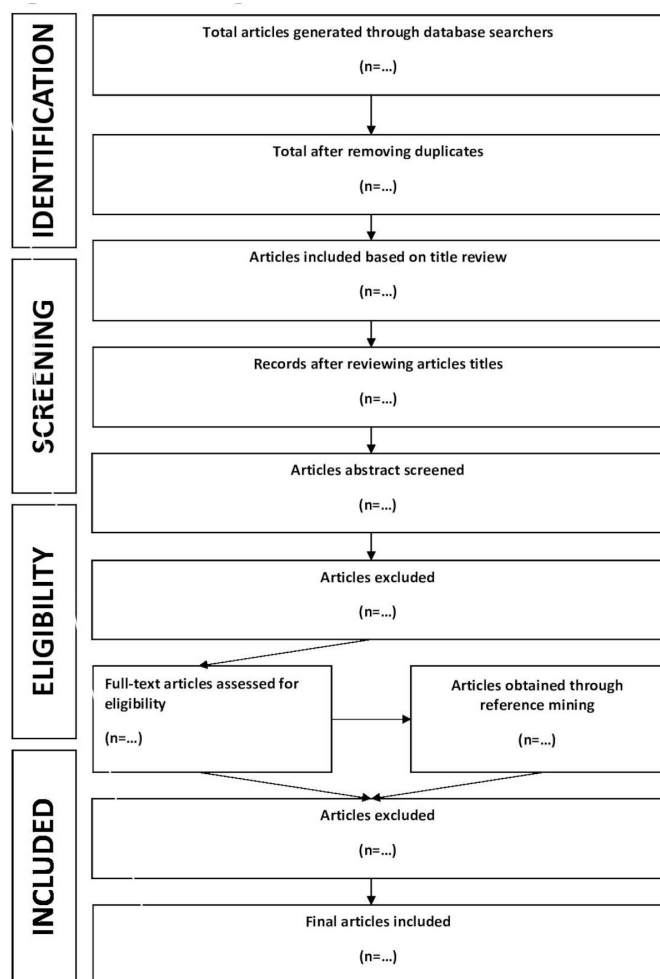 IDENTIFICATION
Total articles generated through database searchers
(n=...)
Total after removing duplicates
(n=...)
SCREENING
Articles included based on title review
(n=...)
Records after reviewing articles titles
(n=...)
Articles abstract screened
(n=...)
ELIGIBILITY
Articles excluded
(n=...)
Full-text articles assessed for
eligibility
(n=...)
Articles obtained through
reference mining
(n=...)
INCLUDED
Articles excluded
(n=...)
Final articles included
(n=...)